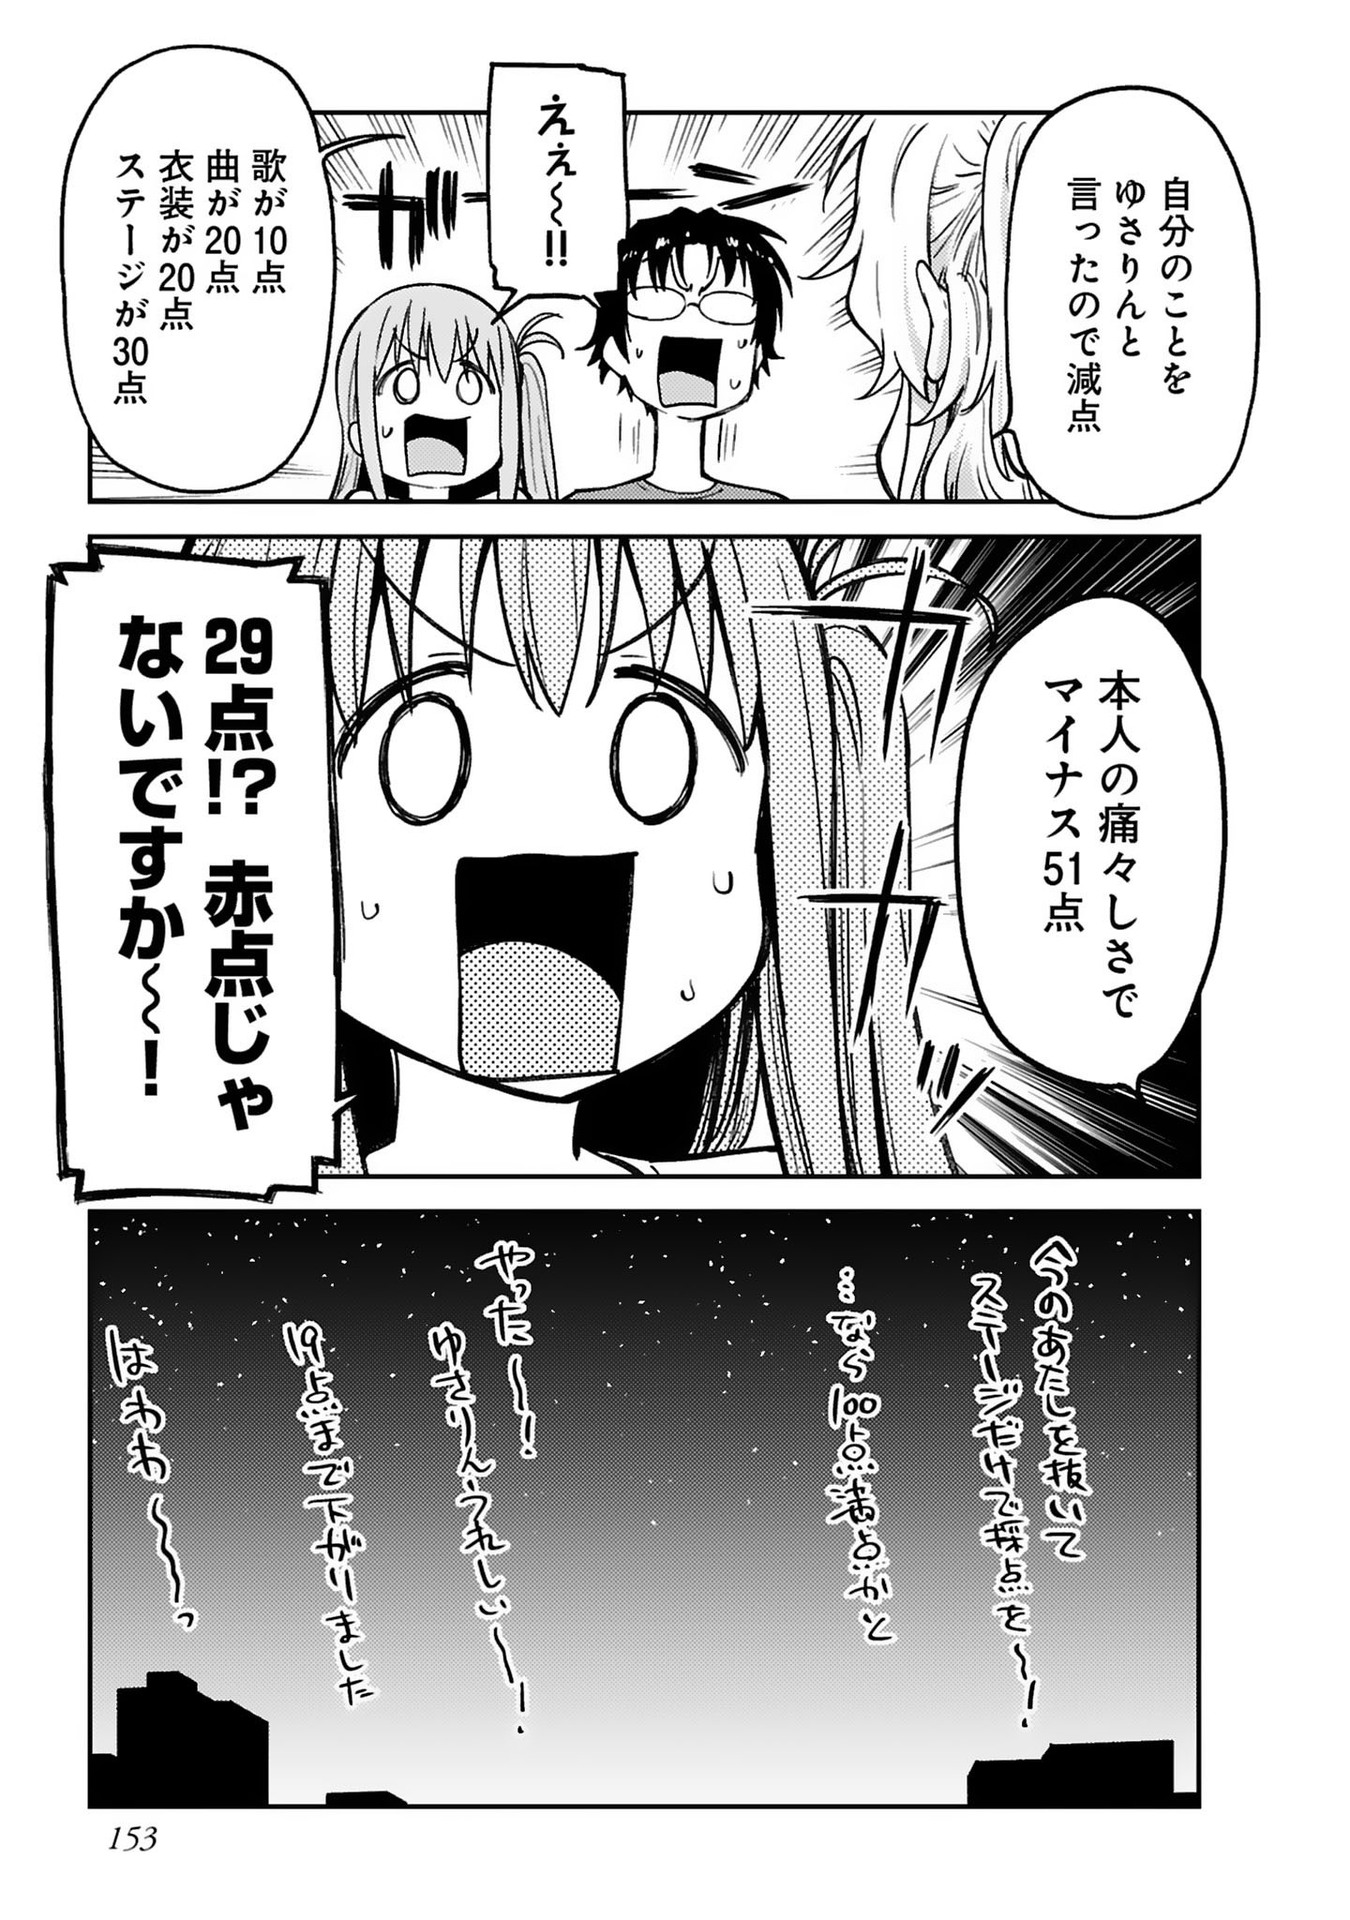 自分のことを
ゆさりんと
言ったので減点
ええ〜!!
ガーン
歌が10点
曲が20点
衣装が20点
ステージが30点
本人の痛々しさで
マイナス51点
29点!? 赤点じゃ
ないですか〜!
今のあたしを抜いて
ステージだけで採点を〜!
…なら100点満点かと
やった〜!
ゆさりんうれしい〜!
19点まで下がりました
はわわ〜っ
153